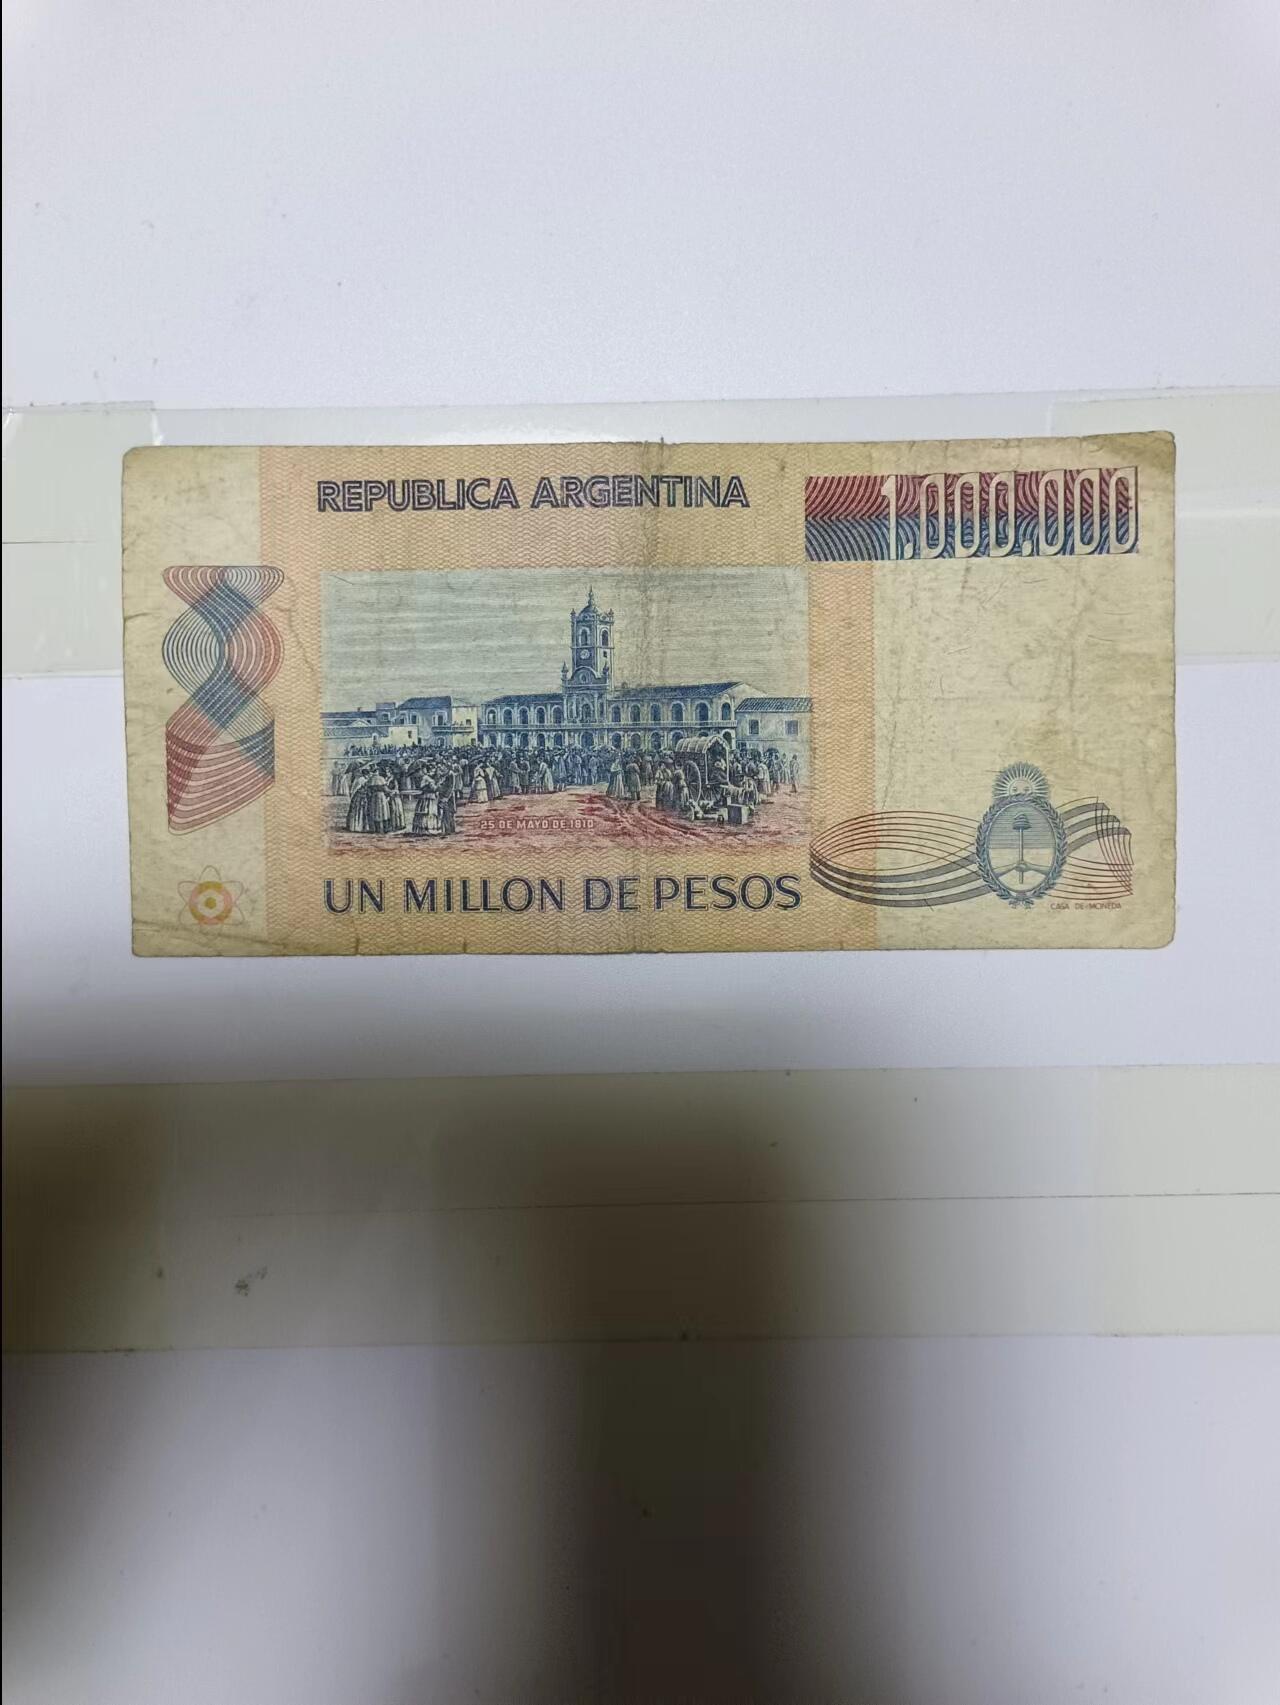 REPUBLICA ARGENTINA
1.000.000
25 DE MAYO DE 1810
UN MILLON DE PESOS
CASA DE MONEDA